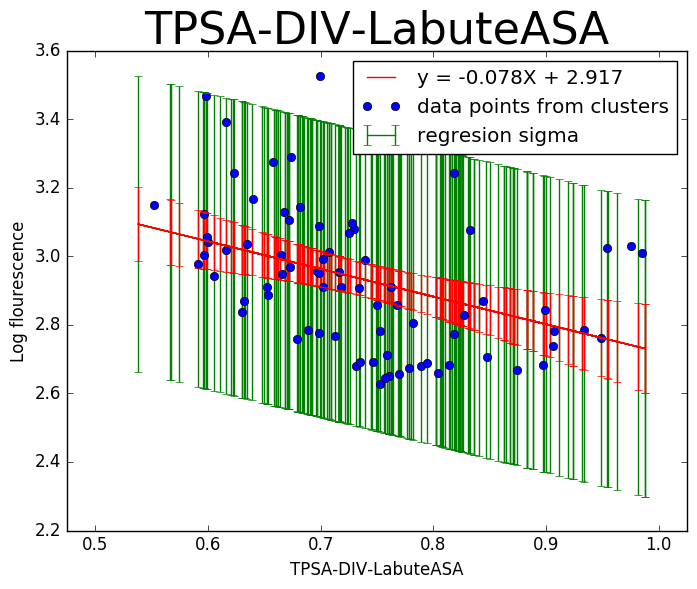 TPSA-DIV-LabuteASA
y = -0.078X + 2.917
data points from clusters
regresion sigma
3.6
3.4
3.2
3.0
2.8
2.6
2.4
2.2
Log flourescence
0.5 0.6 0.7 0.8 0.9 1.0
TPSA-DIV-LabuteASA